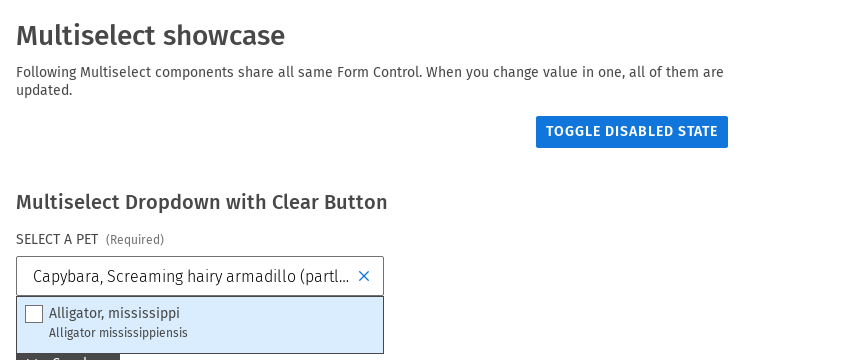 Multiselect showcase
Following Multiselect components share all same Form Control. When you change value in one, all of them are
updated.
TOGGLE DISABLED STATE
Multiselect Dropdown with Clear Button
SELECT A PET (Required)
Capybara, Screaming hairy armadillo (partl...
Alligator, mississippi
Alligator mississippiensis